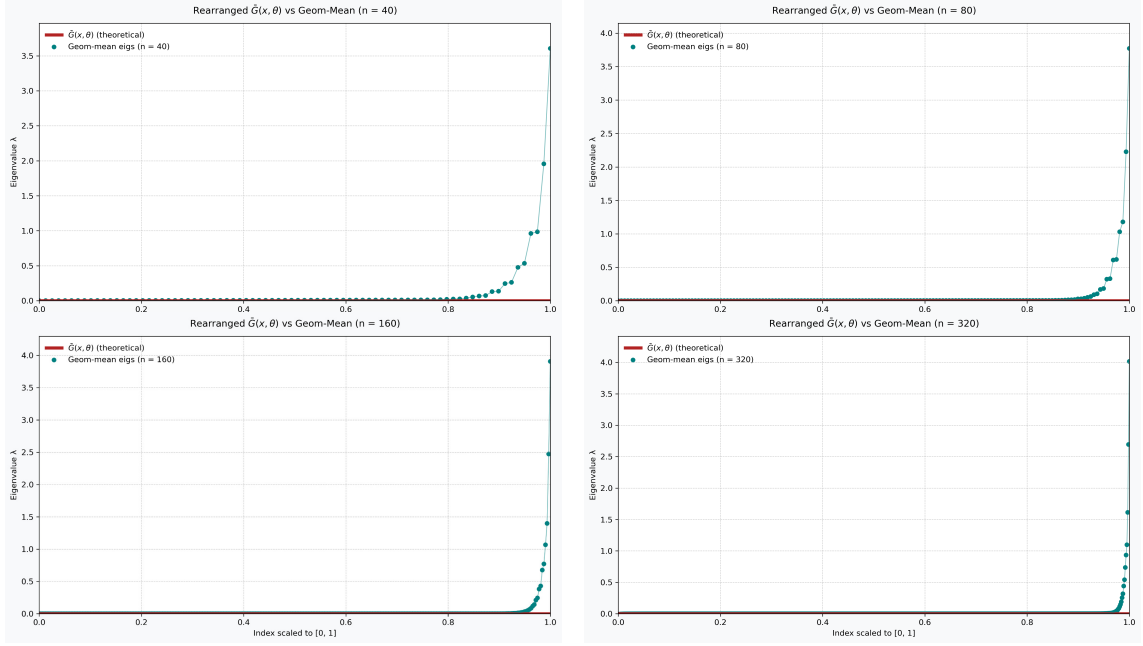 Rearranged G̃(x, θ) vs Geom-Mean (n = 40)
G̃(x, θ) (theoretical)
Geom-mean eigs (n = 40)
Eigenvalue λ
3.5
3.0
2.5
2.0
1.5
1.0
0.5
0.0
0.0 0.2 0.4 0.6 0.8 1.0
Rearranged G̃(x, θ) vs Geom-Mean (n = 80)
G̃(x, θ) (theoretical)
Geom-mean eigs (n = 80)
Eigenvalue λ
4.0
3.5
3.0
2.5
2.0
1.5
1.0
0.5
0.0
0.0 0.2 0.4 0.6 0.8 1.0
Rearranged G̃(x, θ) vs Geom-Mean (n = 160)
G̃(x, θ) (theoretical)
Geom-mean eigs (n = 160)
Eigenvalue λ
4.0
3.5
3.0
2.5
2.0
1.5
1.0
0.5
0.0
0.0 0.2 0.4 0.6 0.8 1.0
Index scaled to [0, 1]
Rearranged G̃(x, θ) vs Geom-Mean (n = 320)
G̃(x, θ) (theoretical)
Geom-mean eigs (n = 320)
Eigenvalue λ
4.0
3.5
3.0
2.5
2.0
1.5
1.0
0.5
0.0
0.0 0.2 0.4 0.6 0.8 1.0
Index scaled to [0, 1]